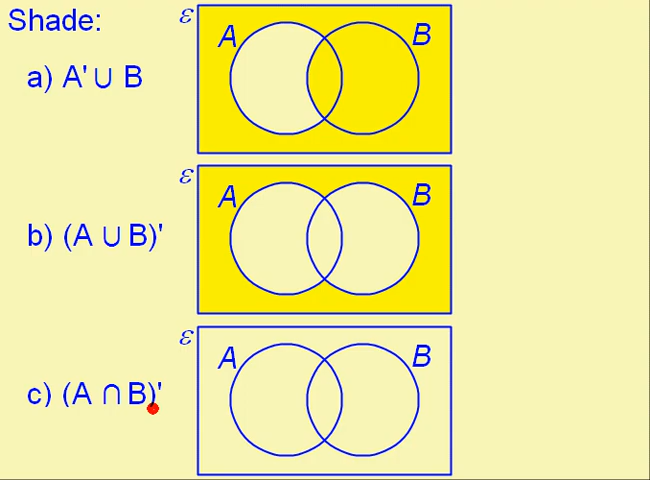 Shade:
ε
A B
a) A' ∪ B
ε
A B
b) (A ∪ B)'
ε
A B
c) (A ∩ B)'